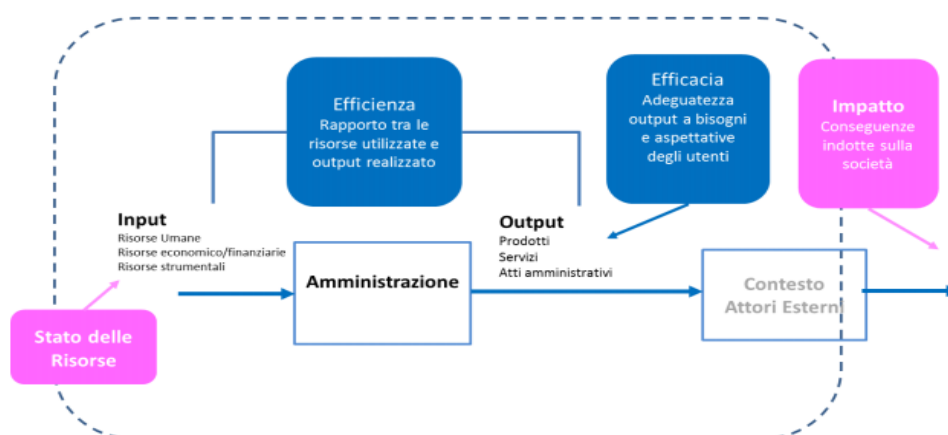 Efficienza
Rapporto tra le
risorse utilizzate e
output realizzato
Efficacia
Adeguatezza
output a bisogni
e aspettative
degli utenti
Impatto
Conseguenze
indotte sulla
società
Input
Risorse Umane
Risorse economico/finanziarie
Risorse strumentali
Output
Prodotti
Servizi
Atti amministrativi
Amministrazione
Contesto
Attori Esterni
Stato delle
Risorse